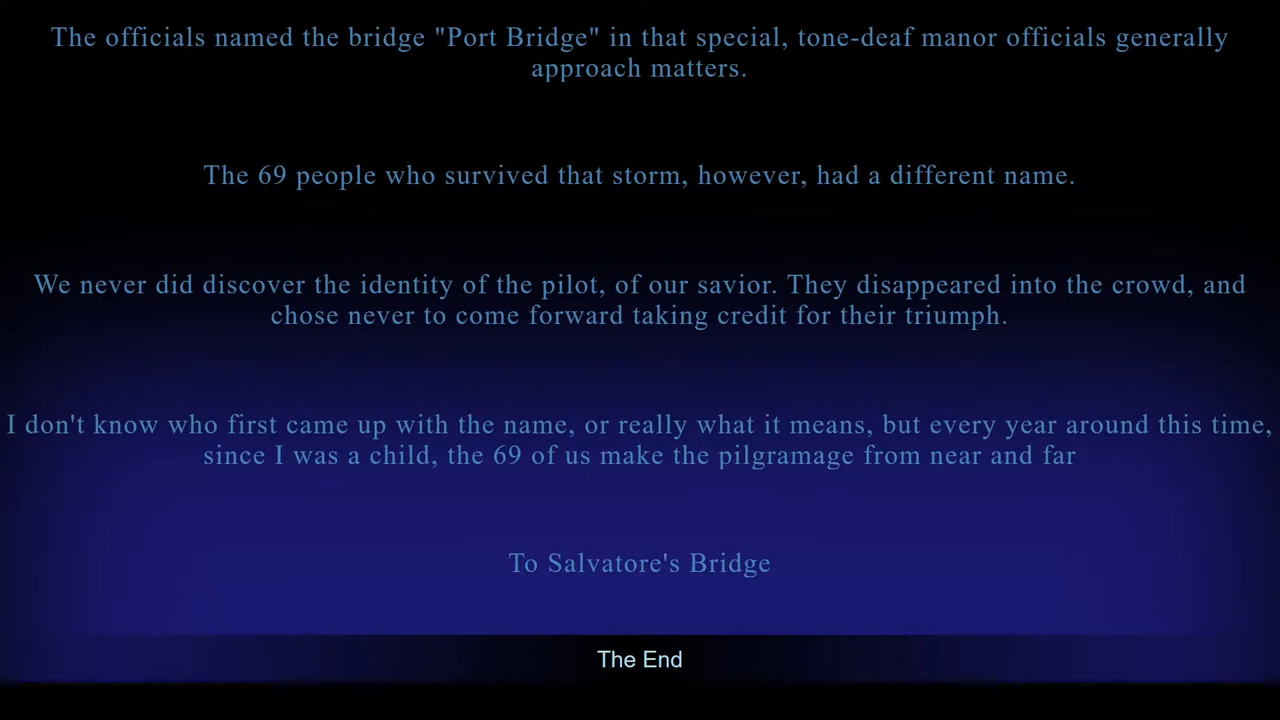 The officials named the bridge "Port Bridge" in that special, tone-deaf manor officials generally
approach matters.
The 69 people who survived that storm, however, had a different name.
We never did discover the identity of the pilot, of our savior. They disappeared into the crowd, and
chose never to come forward taking credit for their triumph.
I don't know who first came up with the name, or really what it means, but every year around this time,
since I was a child, the 69 of us make the pilgramage from near and far
To Salvatore's Bridge
The End